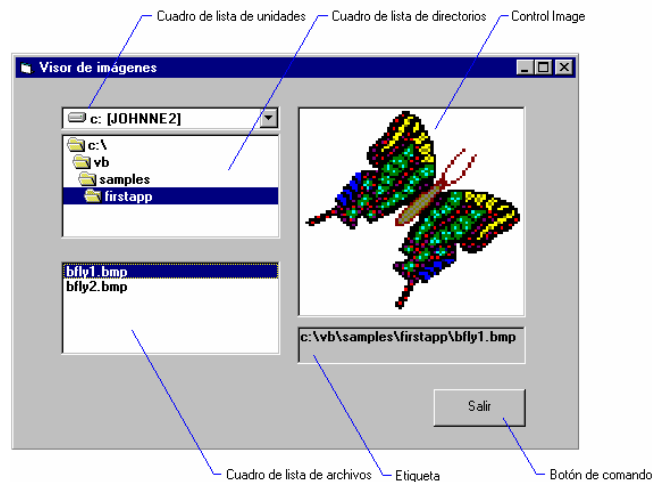 Cuadro de lista de unidades
Cuadro de lista de directorios
Control Image
Visor de imágenes
c: [JOHNNE2]
c:\
vb
samples
firstapp
bfly1.bmp
bfly2.bmp
c:\vb\samples\firstapp\bfly1.bmp
Salir
Cuadro de lista de archivos
Etiqueta
Botón de comando